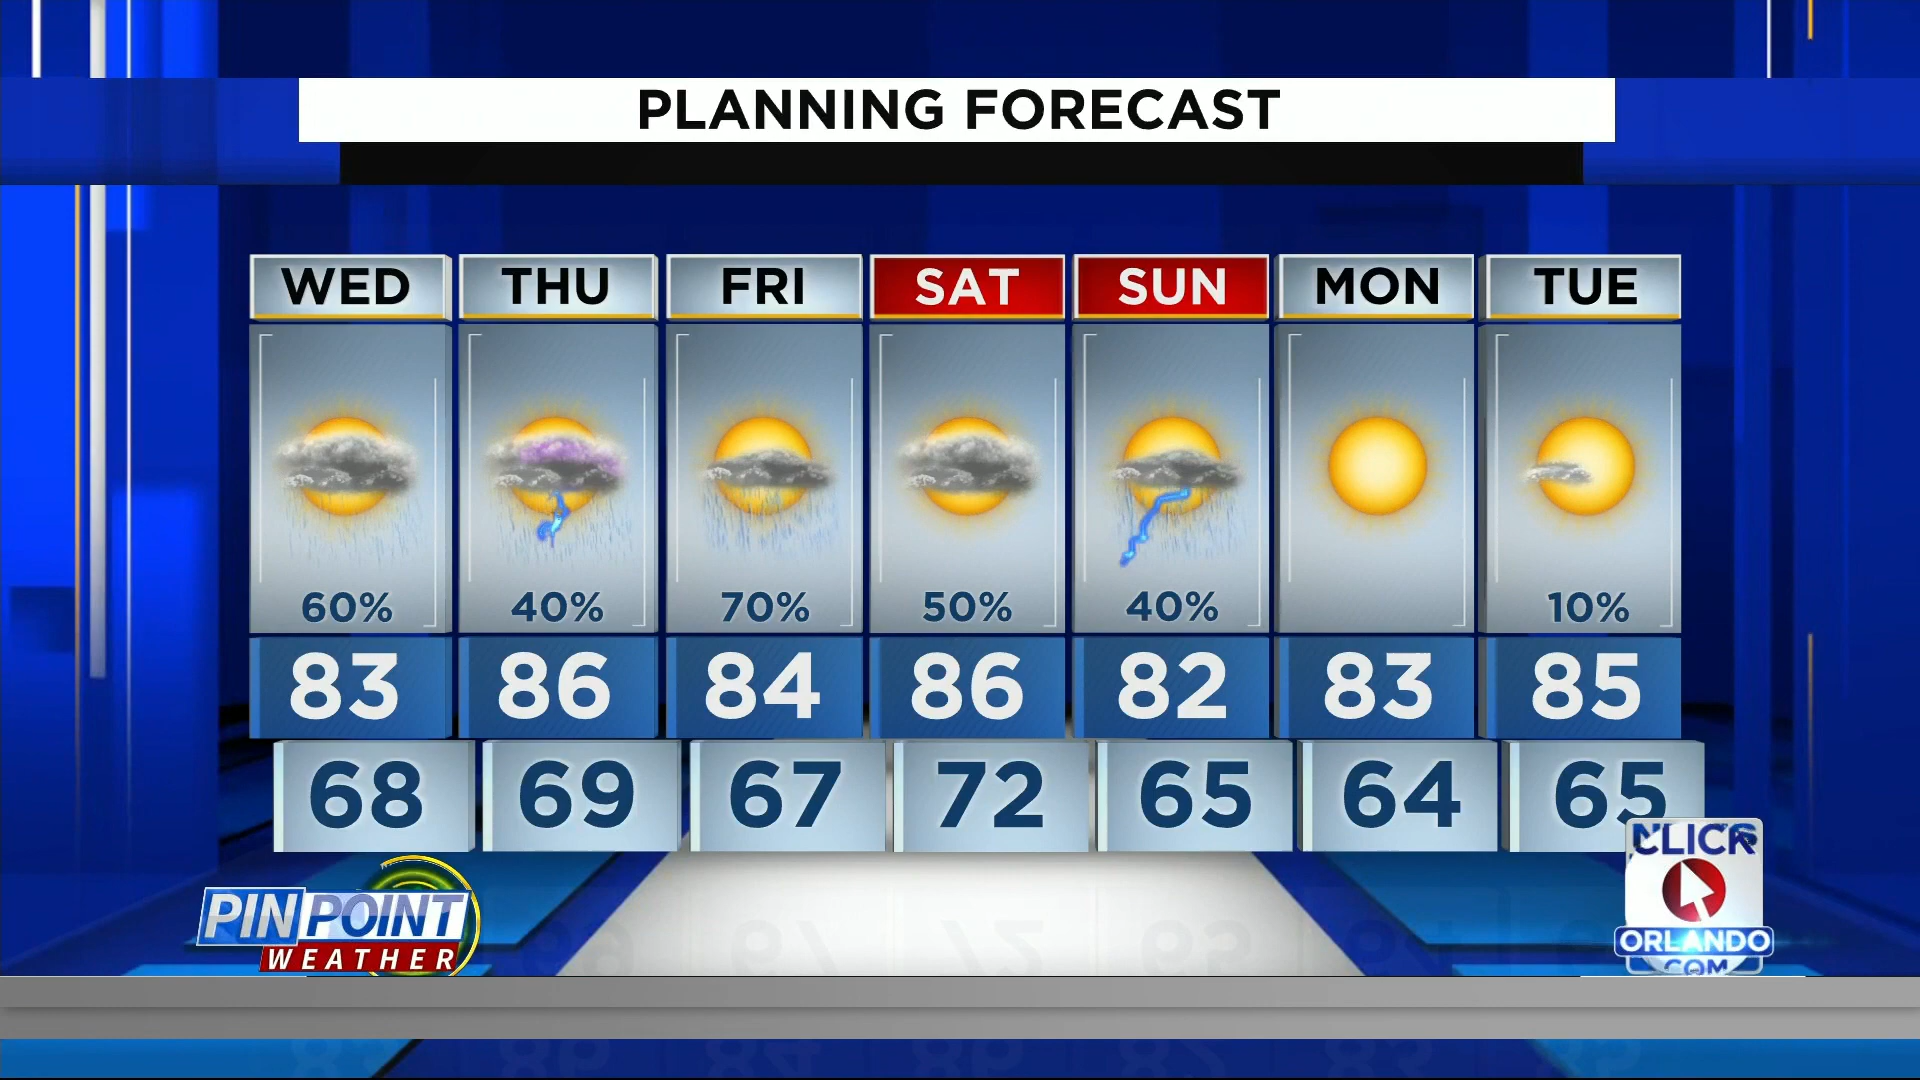 PLANNING FORECAST
WED THU FRI SAT SUN MON TUE
60% 40% 70% 50% 40% 10%
83 86 84 86 82 83 85
68 69 67 72 65 64 65
PINPOINT
WEATHER
CLICK
ORLANDO
.COM